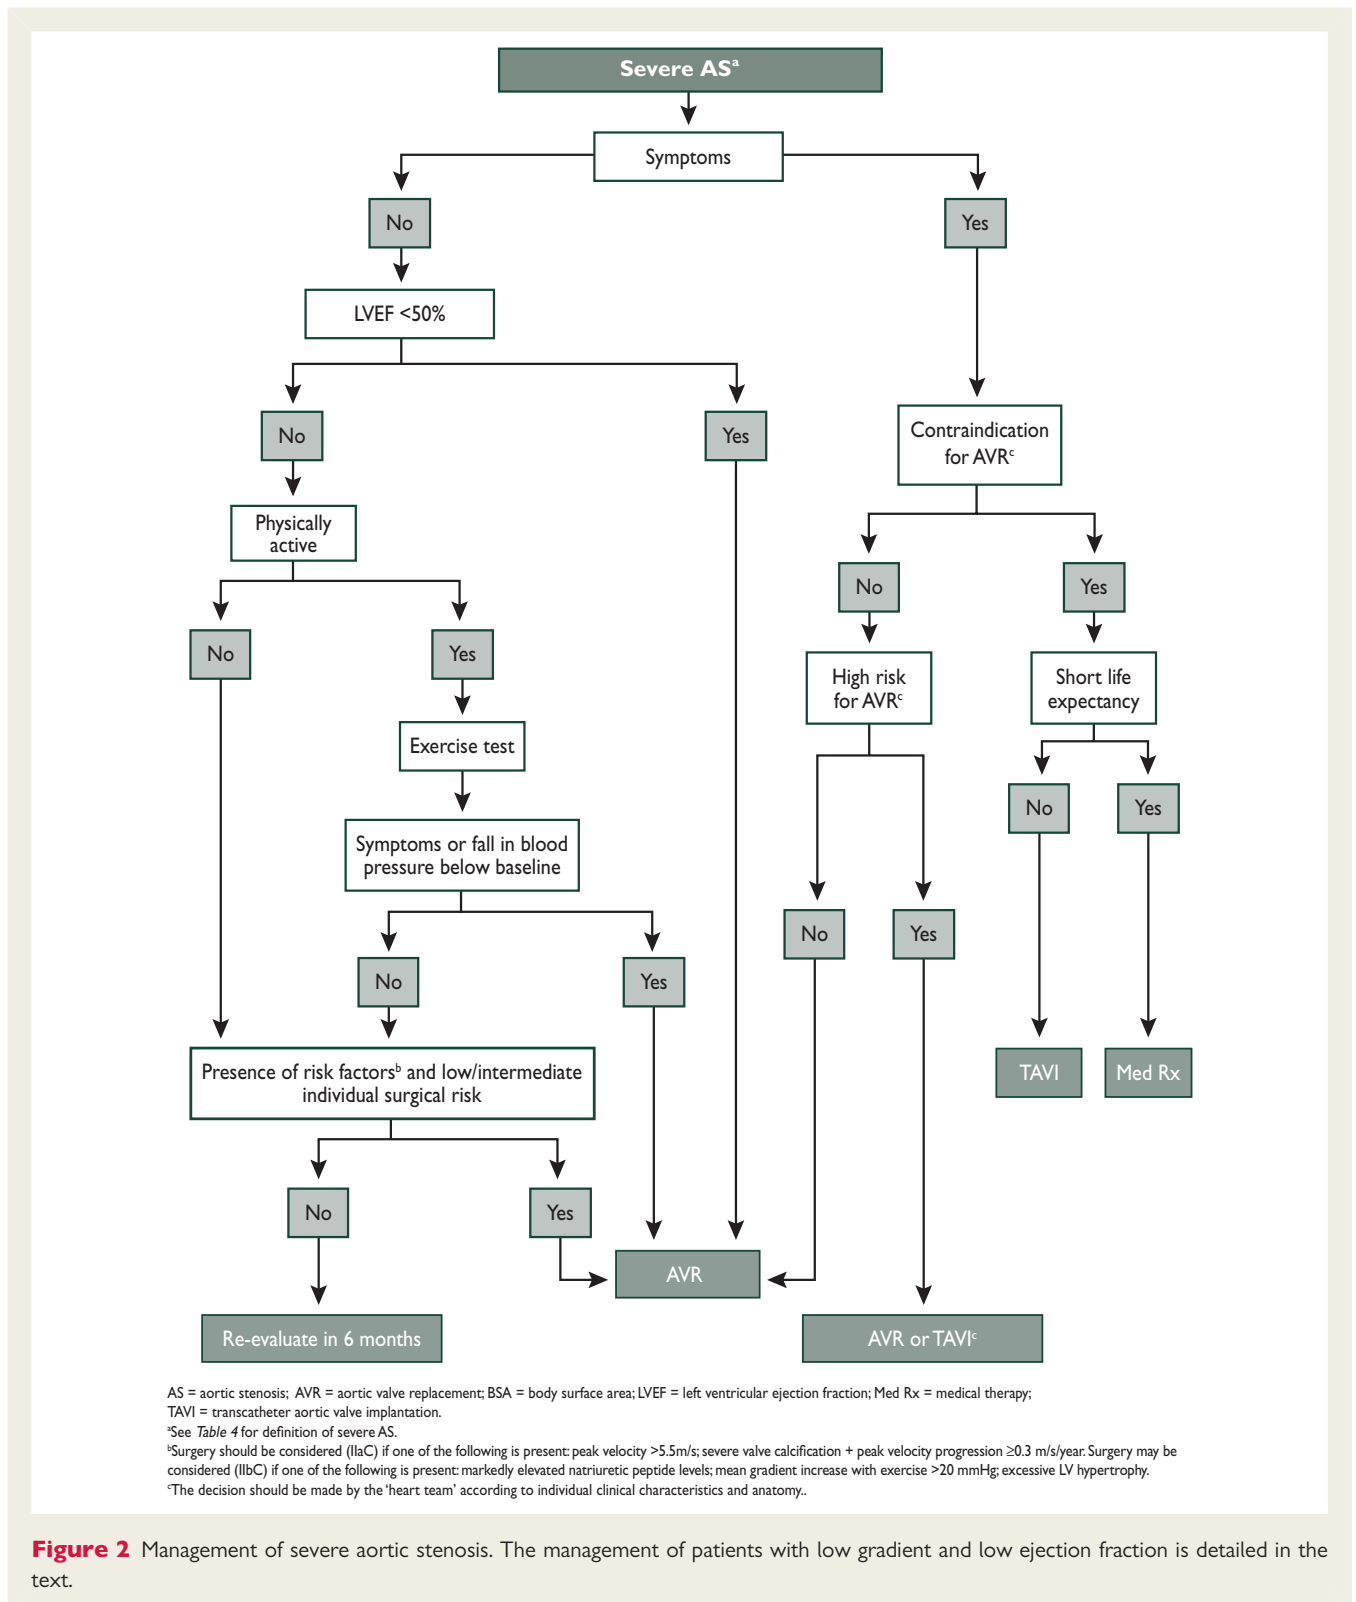 Severe ASᵃ
Symptoms
No
Yes
LVEF <50%
No
Yes
Contraindication
for AVRᶜ
Physically
active
No
Yes
No
Yes
High risk
for AVRᶜ
Short life
expectancy
Exercise test
No
Yes
Symptoms or fall in blood
pressure below baseline
No
Yes
No
Yes
Presence of risk factorsᵇ and low/intermediate
individual surgical risk
TAVI
Med Rx
No
Yes
AVR
Re-evaluate in 6 months
AVR or TAVIᶜ
AS = aortic stenosis; AVR = aortic valve replacement; BSA = body surface area; LVEF = left ventricular ejection fraction; Med Rx = medical therapy;
TAVI = transcatheter aortic valve implantation.
ᵃSee Table 4 for definition of severe AS.
ᵇSurgery should be considered (IIaC) if one of the following is present: peak velocity >5.5m/s; severe valve calcification + peak velocity progression ≥0.3 m/s/year. Surgery may be
considered (IIbC) if one of the following is present: markedly elevated natriuretic peptide levels; mean gradient increase with exercise >20 mmHg; excessive LV hypertrophy.
ᶜThe decision should be made by the ‘heart team’ according to individual clinical characteristics and anatomy..
Figure 2 Management of severe aortic stenosis. The management of patients with low gradient and low ejection fraction is detailed in the
text.